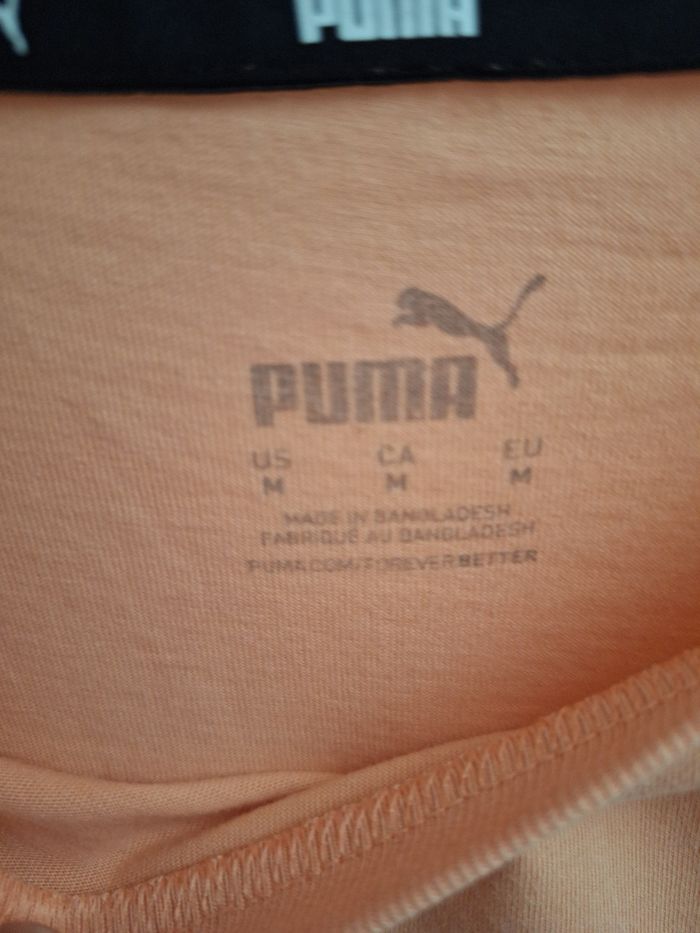 PUMA
PUMA
US CA EU
M M M
MADE IN BANGLADESH
FABRIQUÉ AU BANGLADESH
PUMA.COM/FOREVERBETTER